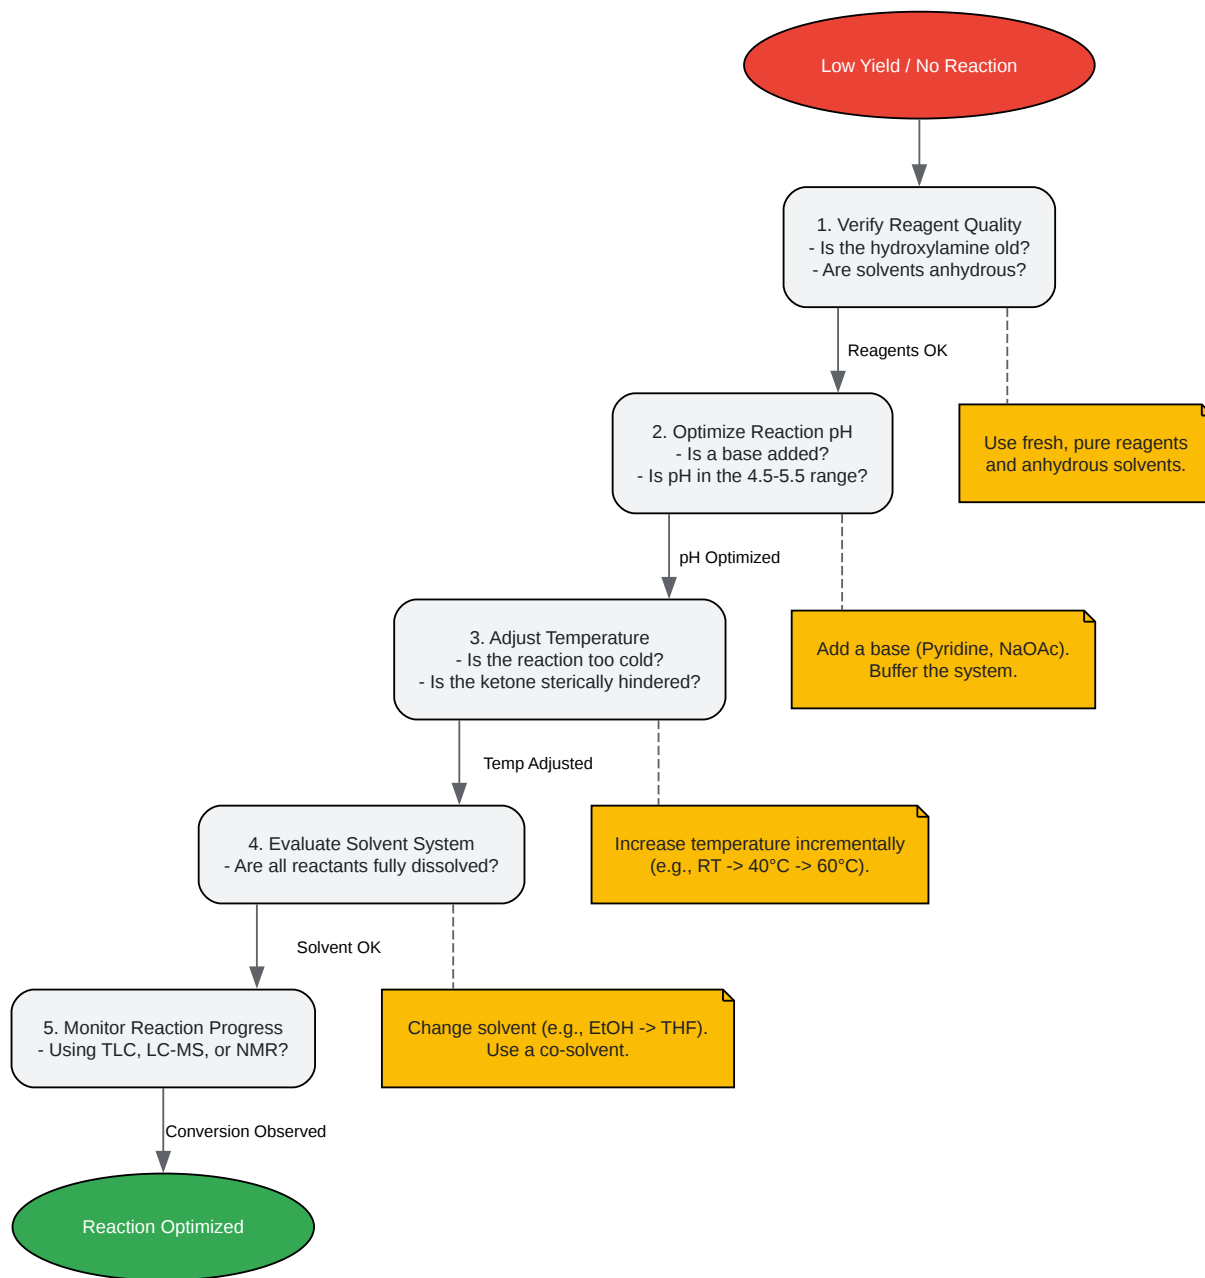 Low Yield / No Reaction
1. Verify Reagent Quality
- Is the hydroxylamine old?
- Are solvents anhydrous?
Reagents OK
2. Optimize Reaction pH
- Is a base added?
- Is pH in the 4.5-5.5 range?
Use fresh, pure reagents
and anhydrous solvents.
pH Optimized
3. Adjust Temperature
- Is the reaction too cold?
- Is the ketone sterically hindered?
Add a base (Pyridine, NaOAc).
Buffer the system.
Temp Adjusted
4. Evaluate Solvent System
- Are all reactants fully dissolved?
Increase temperature incrementally
(e.g., RT -> 40°C -> 60°C).
Solvent OK
5. Monitor Reaction Progress
- Using TLC, LC-MS, or NMR?
Change solvent (e.g., EtOH -> THF).
Use a co-solvent.
Conversion Observed
Reaction Optimized